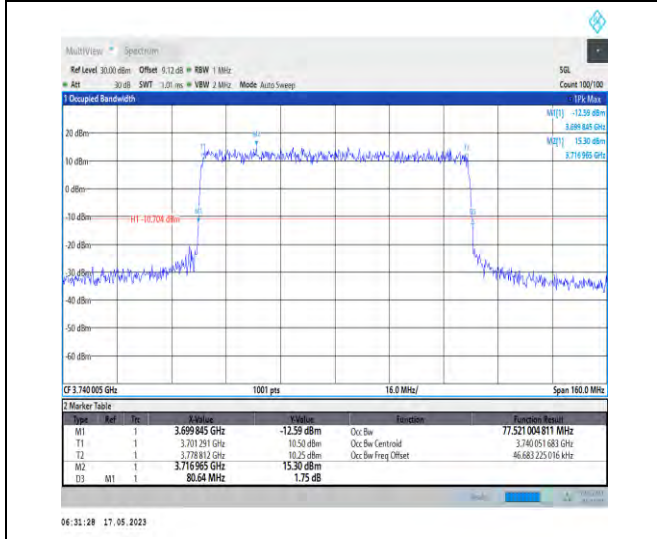 MultiView Spectrum
Ref Level 30.00 dBm Offset 9.12 dB RBW 1 MHz SGL
Att 30 dB SWT 1.01 ms VBW 2 MHz Mode Auto Sweep Count 100/100
1 Occupied Bandwidth 1Pk Max
M1[1] -12.59 dBm
3.699 845 GHz
M2[1] 15.30 dBm
3.716 965 GHz
20 dBm
M2
T1
T2
10 dBm
0 dBm
-10 dBm
H1 -10.704 dBm
-20 dBm
-30 dBm
-40 dBm
-50 dBm
-60 dBm
CF 3.740 005 GHz 1001 pts 16.0 MHz/ Span 160.0 MHz
2 Marker Table
Type Ref Trc X-Value Y-Value Function Function Result
M1 1 3.699 845 GHz -12.59 dBm Occ Bw 77.521 004 811 MHz
T1 1 3.701 291 GHz 10.50 dBm Occ Bw Centroid 3.740 051 683 GHz
T2 1 3.778 812 GHz 10.25 dBm Occ Bw Freq Offset 46.683 225 016 kHz
M2 1 3.716 965 GHz 15.30 dBm
D3 M1 1 80.64 MHz 1.75 dB
06:31:28 17.05.2023